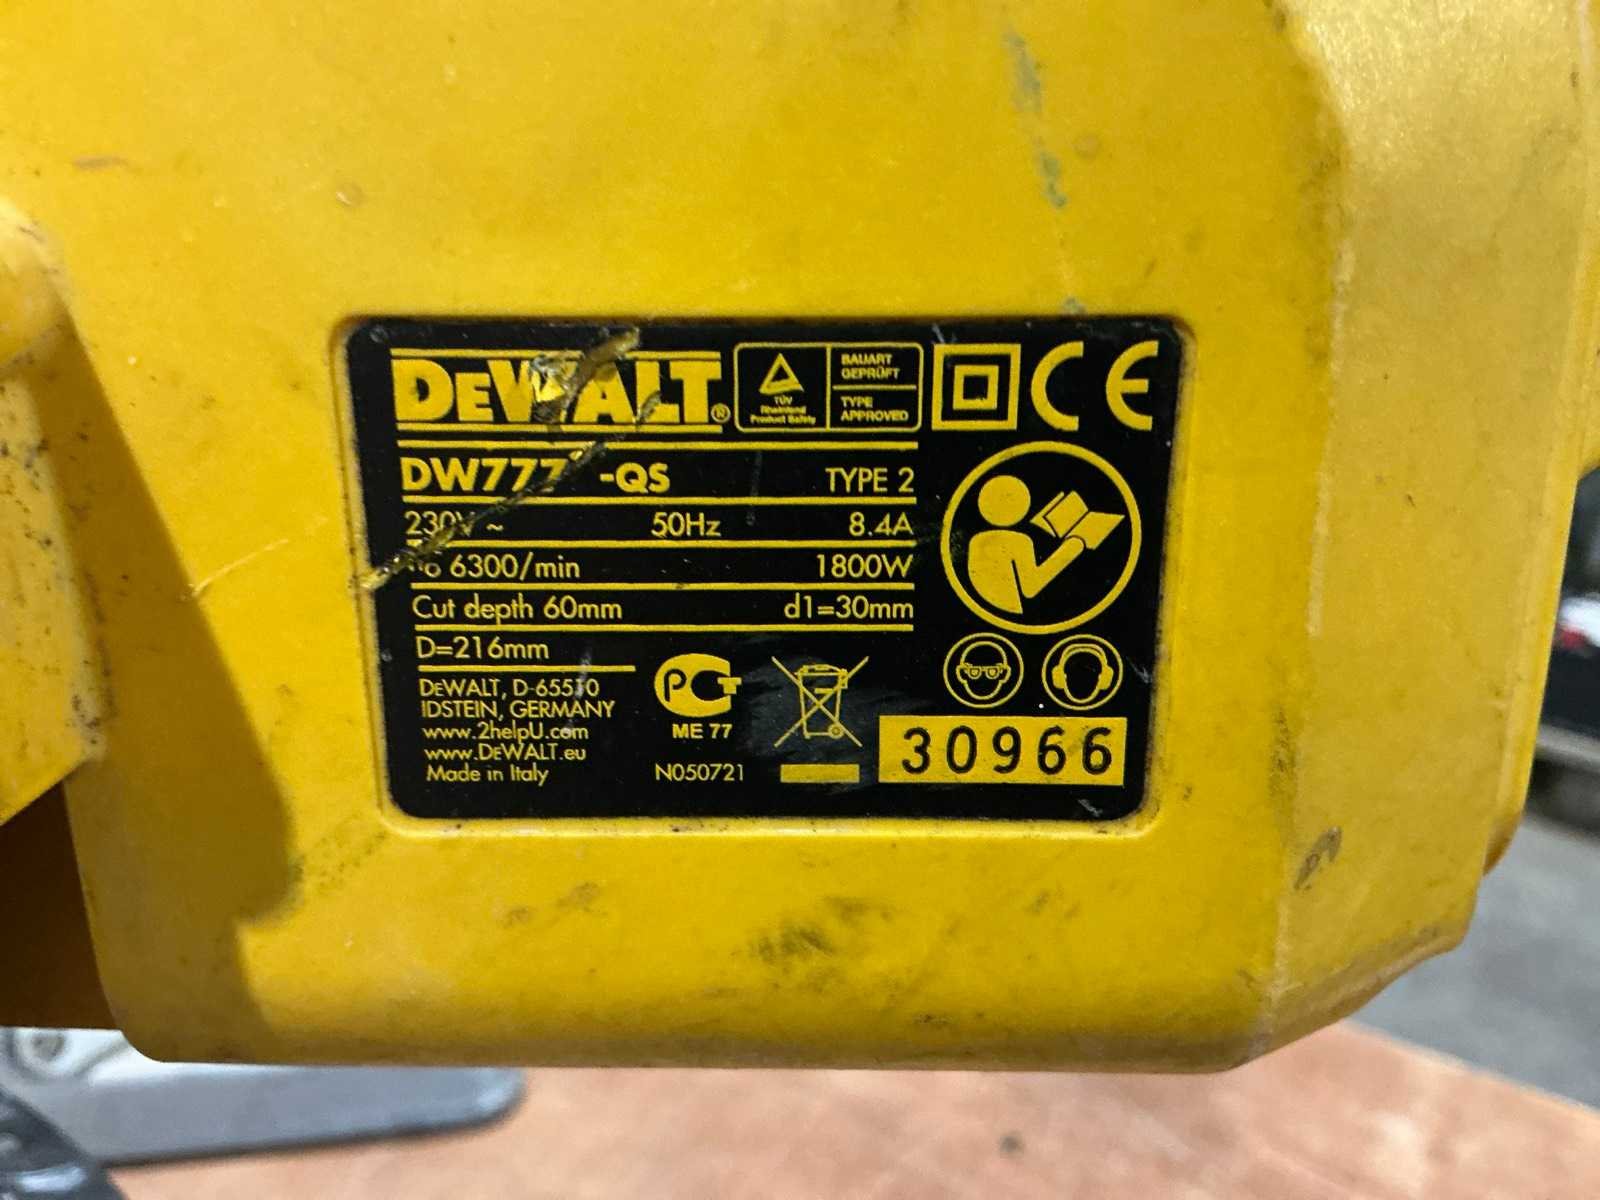 DEWALT®
TÜV
Rheinland
Product Safety
BAUART
GEPRÜFT
TYPE
APPROVED
CE
-QS TYPE 2
230V ~ 50Hz 8.4A
6300/min 1800W
Cut depth 60mm d1=30mm
D=216mm
DEWALT, D-65510
IDSTEIN, GERMANY
www.2helpU.com
www.DEWALT.eu
Made in Italy
PCT
ME 77
N050721
30966